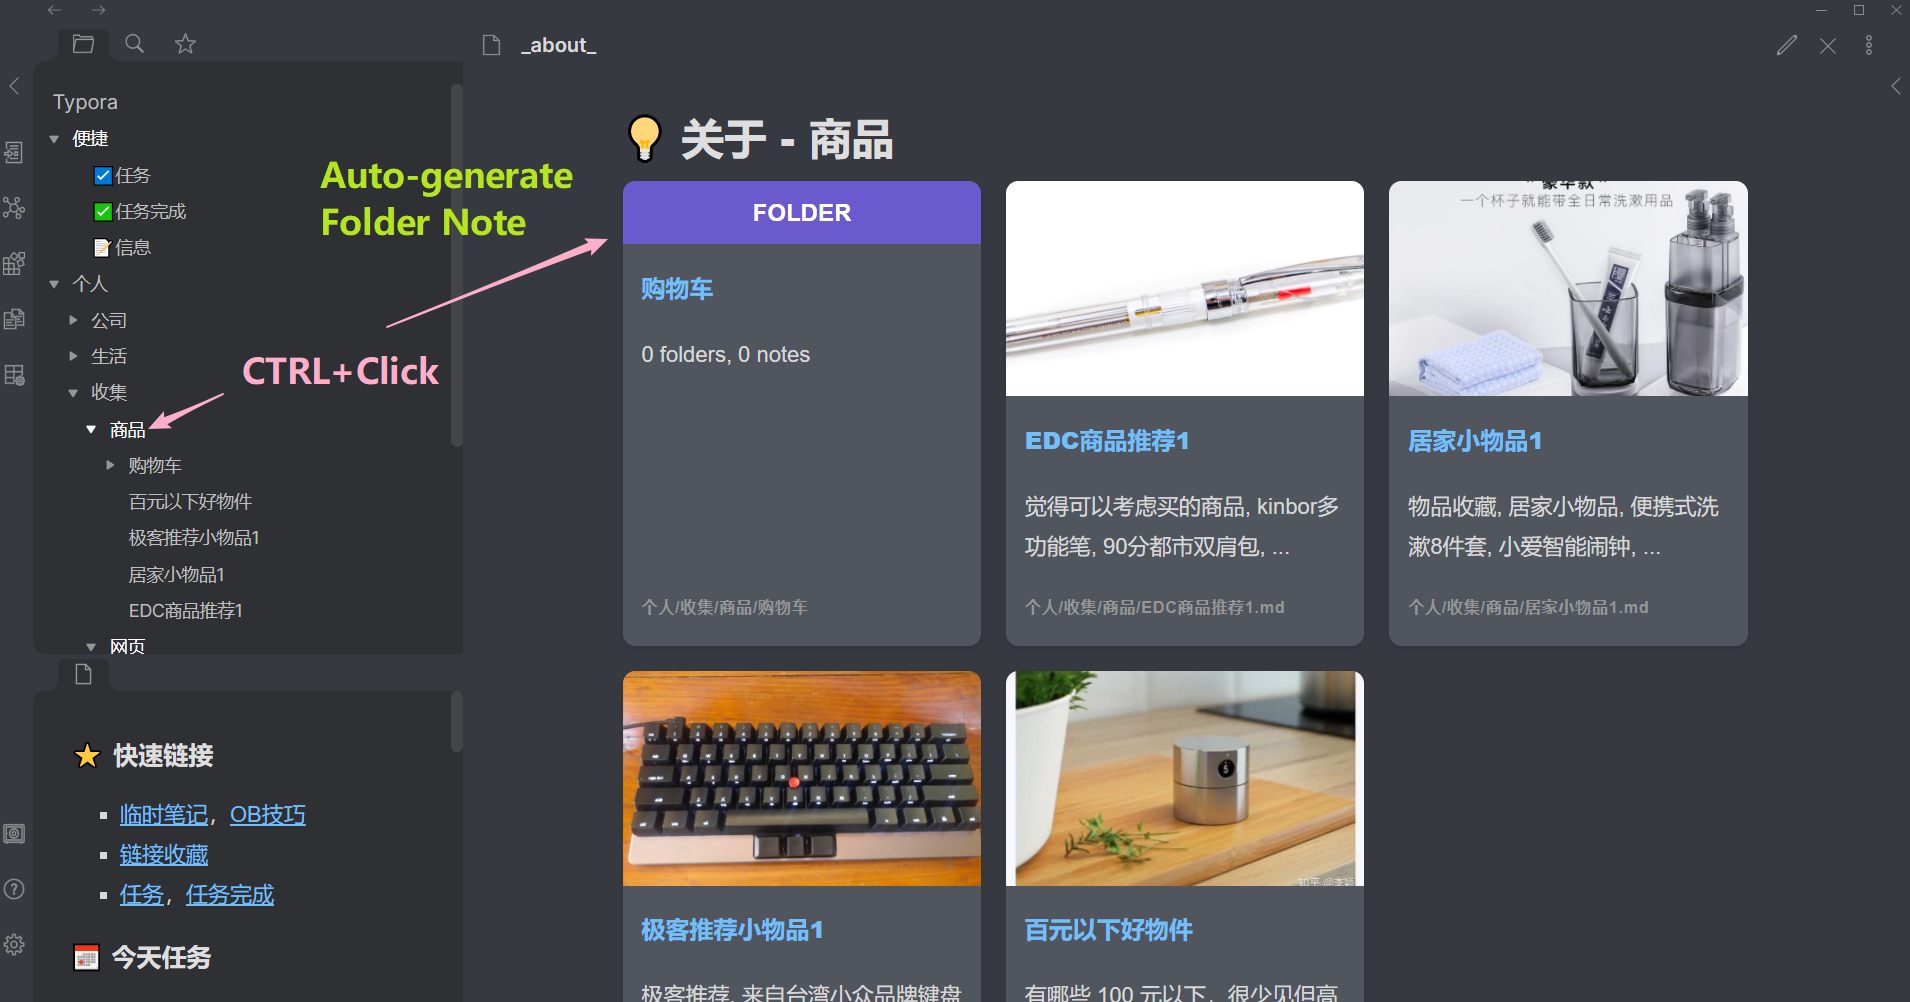 _about_
Typora
便捷
任务
任务完成
信息
个人
公司
生活
收集
商品
购物车
百元以下好物件
极客推荐小物品1
居家小物品1
EDC商品推荐1
网页
Auto-generate
Folder Note
CTRL+Click
快速链接
临时笔记，OB技巧
链接收藏
任务，任务完成
今天任务
关于 - 商品
FOLDER
购物车
0 folders, 0 notes
个人/收集/商品/购物车
EDC商品推荐1
觉得可以考虑买的商品, kinbor多
功能笔, 90分都市双肩包, ...
个人/收集/商品/EDC商品推荐1.md
一个杯子就能带全日常洗漱用品
居家小物品1
物品收藏, 居家小物品, 便携式洗
漱8件套, 小爱智能闹钟, ...
个人/收集/商品/居家小物品1.md
极客推荐小物品1
极客推荐, 来自台湾小众品牌键盘
5
百元以下好物件
有哪些 100 元以下，很少见但高